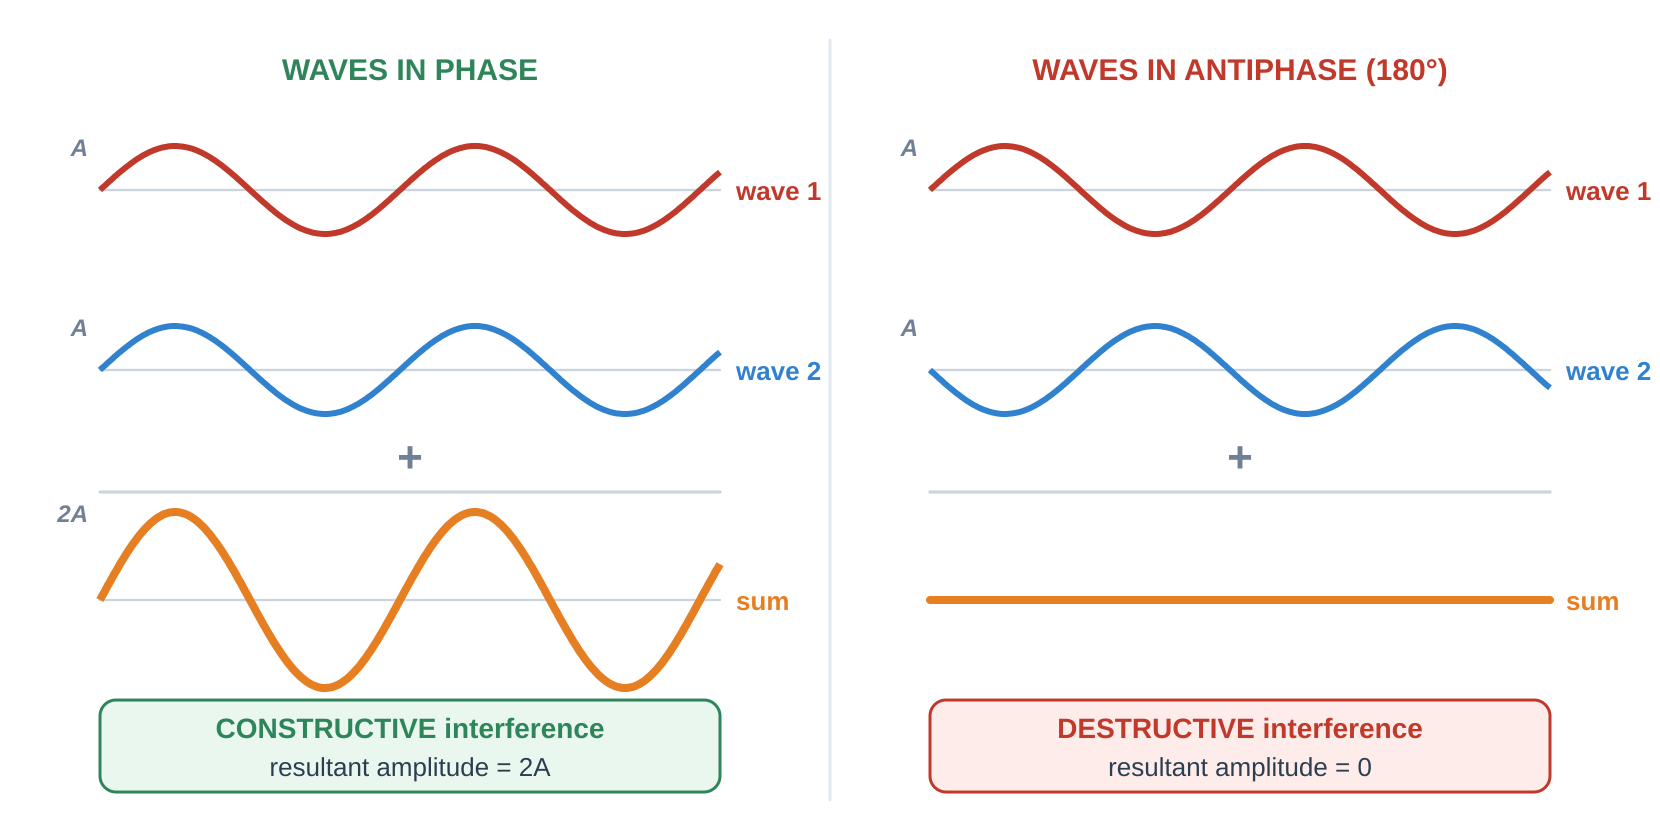 WAVES IN PHASE
A
wave 1
A
wave 2
+
2A
sum
CONSTRUCTIVE interference
resultant amplitude = 2A
WAVES IN ANTIPHASE (180°)
A
wave 1
A
wave 2
+
sum
DESTRUCTIVE interference
resultant amplitude = 0